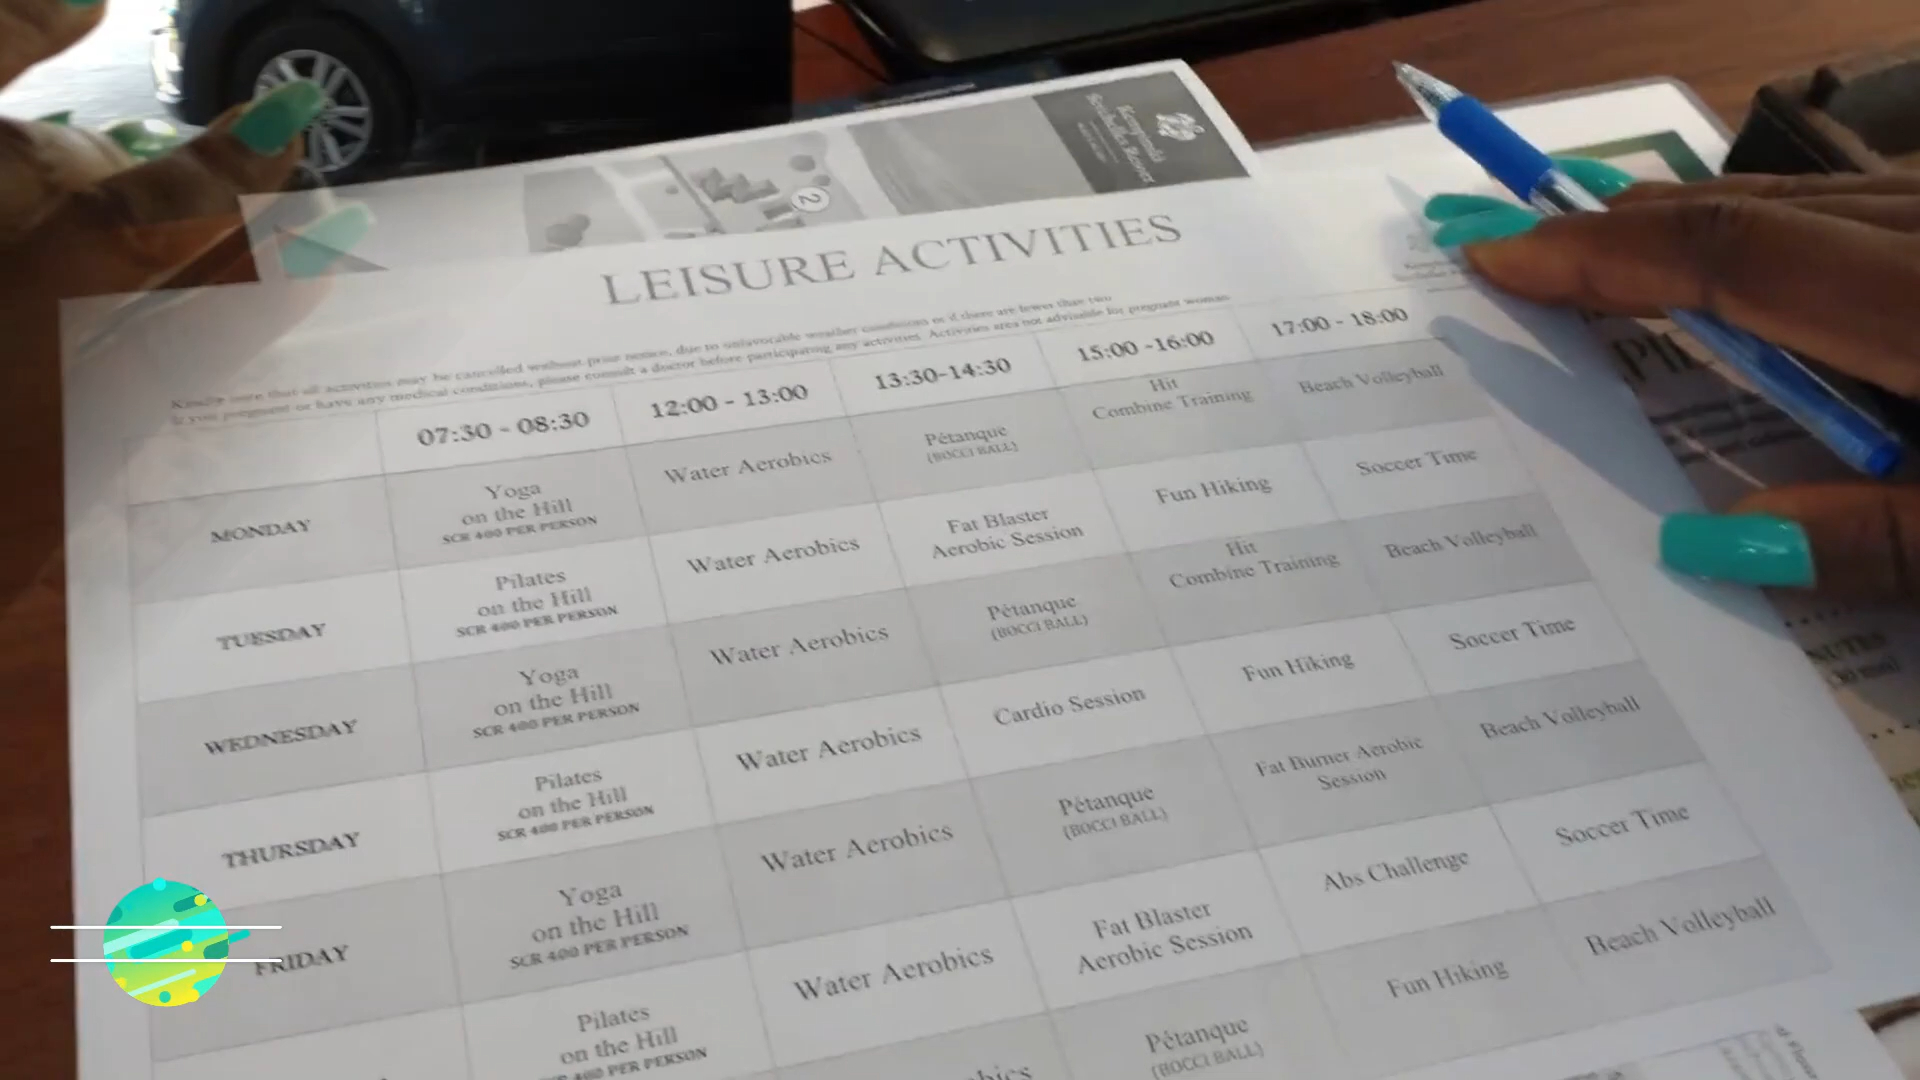 Kempinski
Seychelles Resort
2
LEISURE ACTIVITIES
Kindly note that all activities may be cancelled without prior notice, due to unfavorable weather conditions or if there are fewer than two
If you pregnant or have any medical conditions, please consult a doctor before participating any activities. Activities area not advisable for pregnant woman
07:30 - 08:30
12:00 - 13:00
13:30-14:30
15:00 -16:00
17:00 - 18:00
MONDAY
Yoga
on the Hill
SCR 400 PER PERSON
Water Aerobics
Pétanque
(BOCCI BALL)
Hit
Combine Training
Beach Volleyball
TUESDAY
Pilates
on the Hill
SCR 400 PER PERSON
Water Aerobics
Fat Blaster
Aerobic Session
Fun Hiking
Soccer Time
WEDNESDAY
Yoga
on the Hill
SCR 400 PER PERSON
Water Aerobics
Pétanque
(BOCCI BALL)
Hit
Combine Training
Beach Volleyball
THURSDAY
Pilates
on the Hill
SCR 400 PER PERSON
Water Aerobics
Cardio Session
Fun Hiking
Soccer Time
FRIDAY
Yoga
on the Hill
SCR 400 PER PERSON
Water Aerobics
Pétanque
(BOCCI BALL)
Fat Burner Aerobic
Session
Beach Volleyball
Pilates
on the Hill
400 PER PERSON
Water Aerobics
Fat Blaster
Aerobic Session
Abs Challenge
Soccer Time
Pétanque
(BOCCI BALL)
Fun Hiking
Beach Volleyball